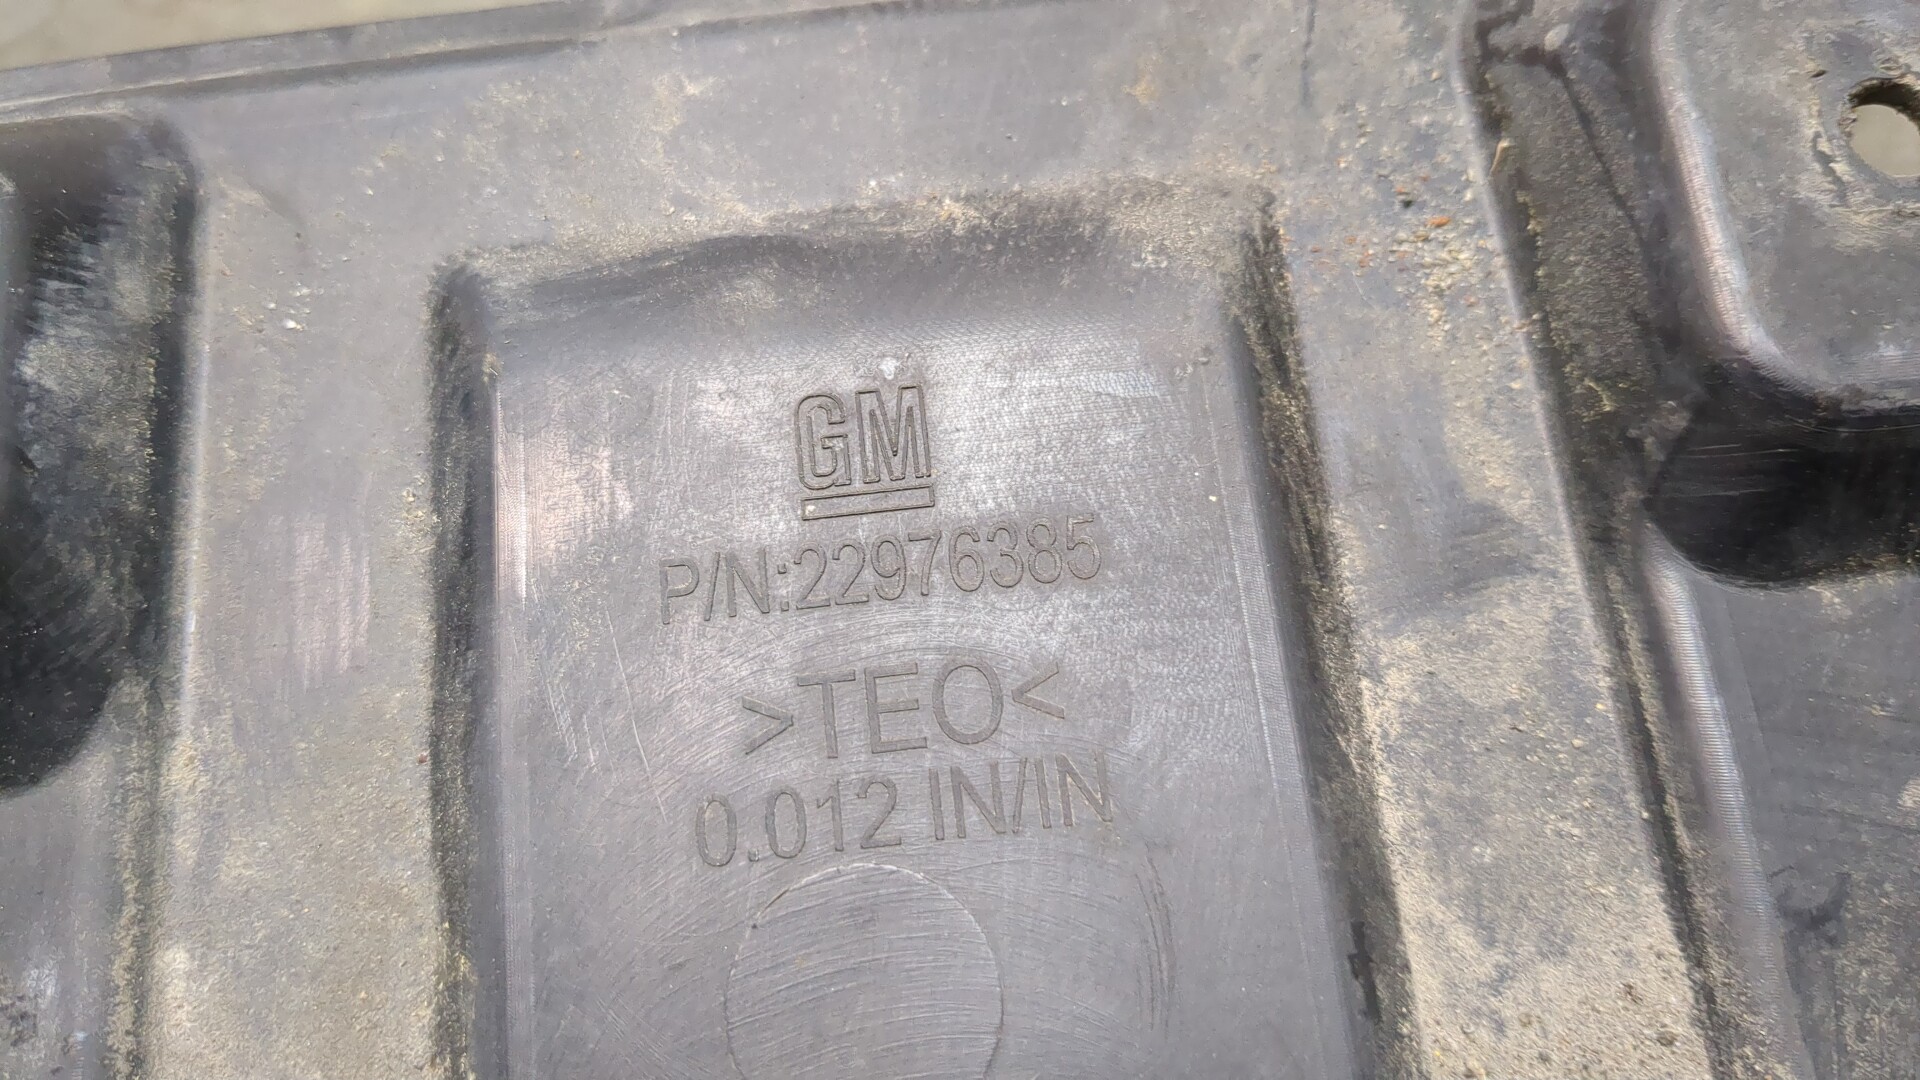 GM
P/N:22976385
>TEO<
0.012 IN/IN